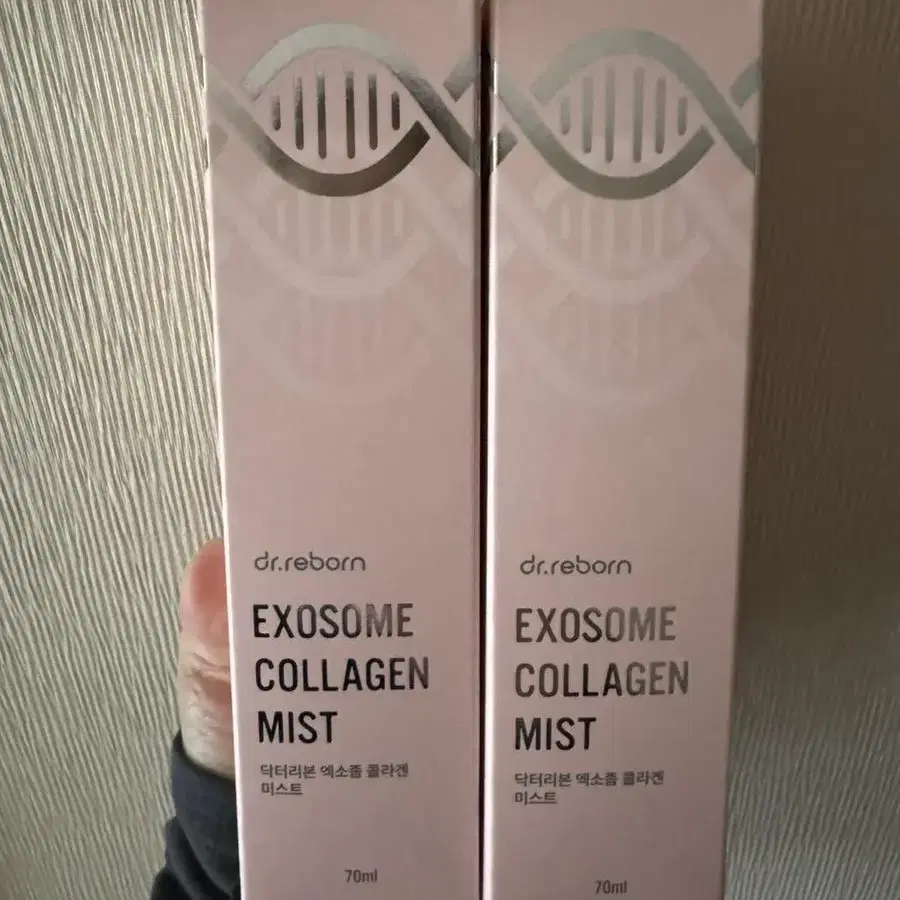 dr.reborn
EXOSOME
COLLAGEN
MIST
닥터리본 엑소좀 콜라겐
미스트
70ml
dr.reborn
EXOSOME
COLLAGEN
MIST
닥터리본 엑소좀 콜라겐
미스트
70ml